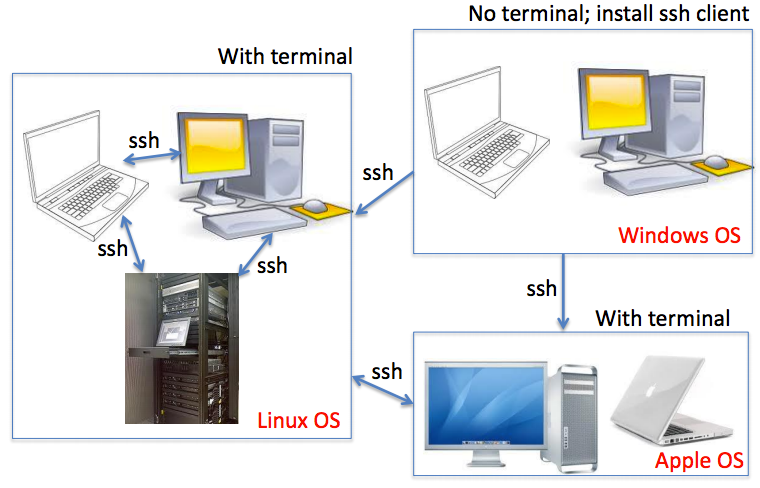 No terminal; install ssh client
With terminal
ssh
ssh
ssh
ssh
Windows OS
ssh
With terminal
ssh
Linux OS
Apple OS